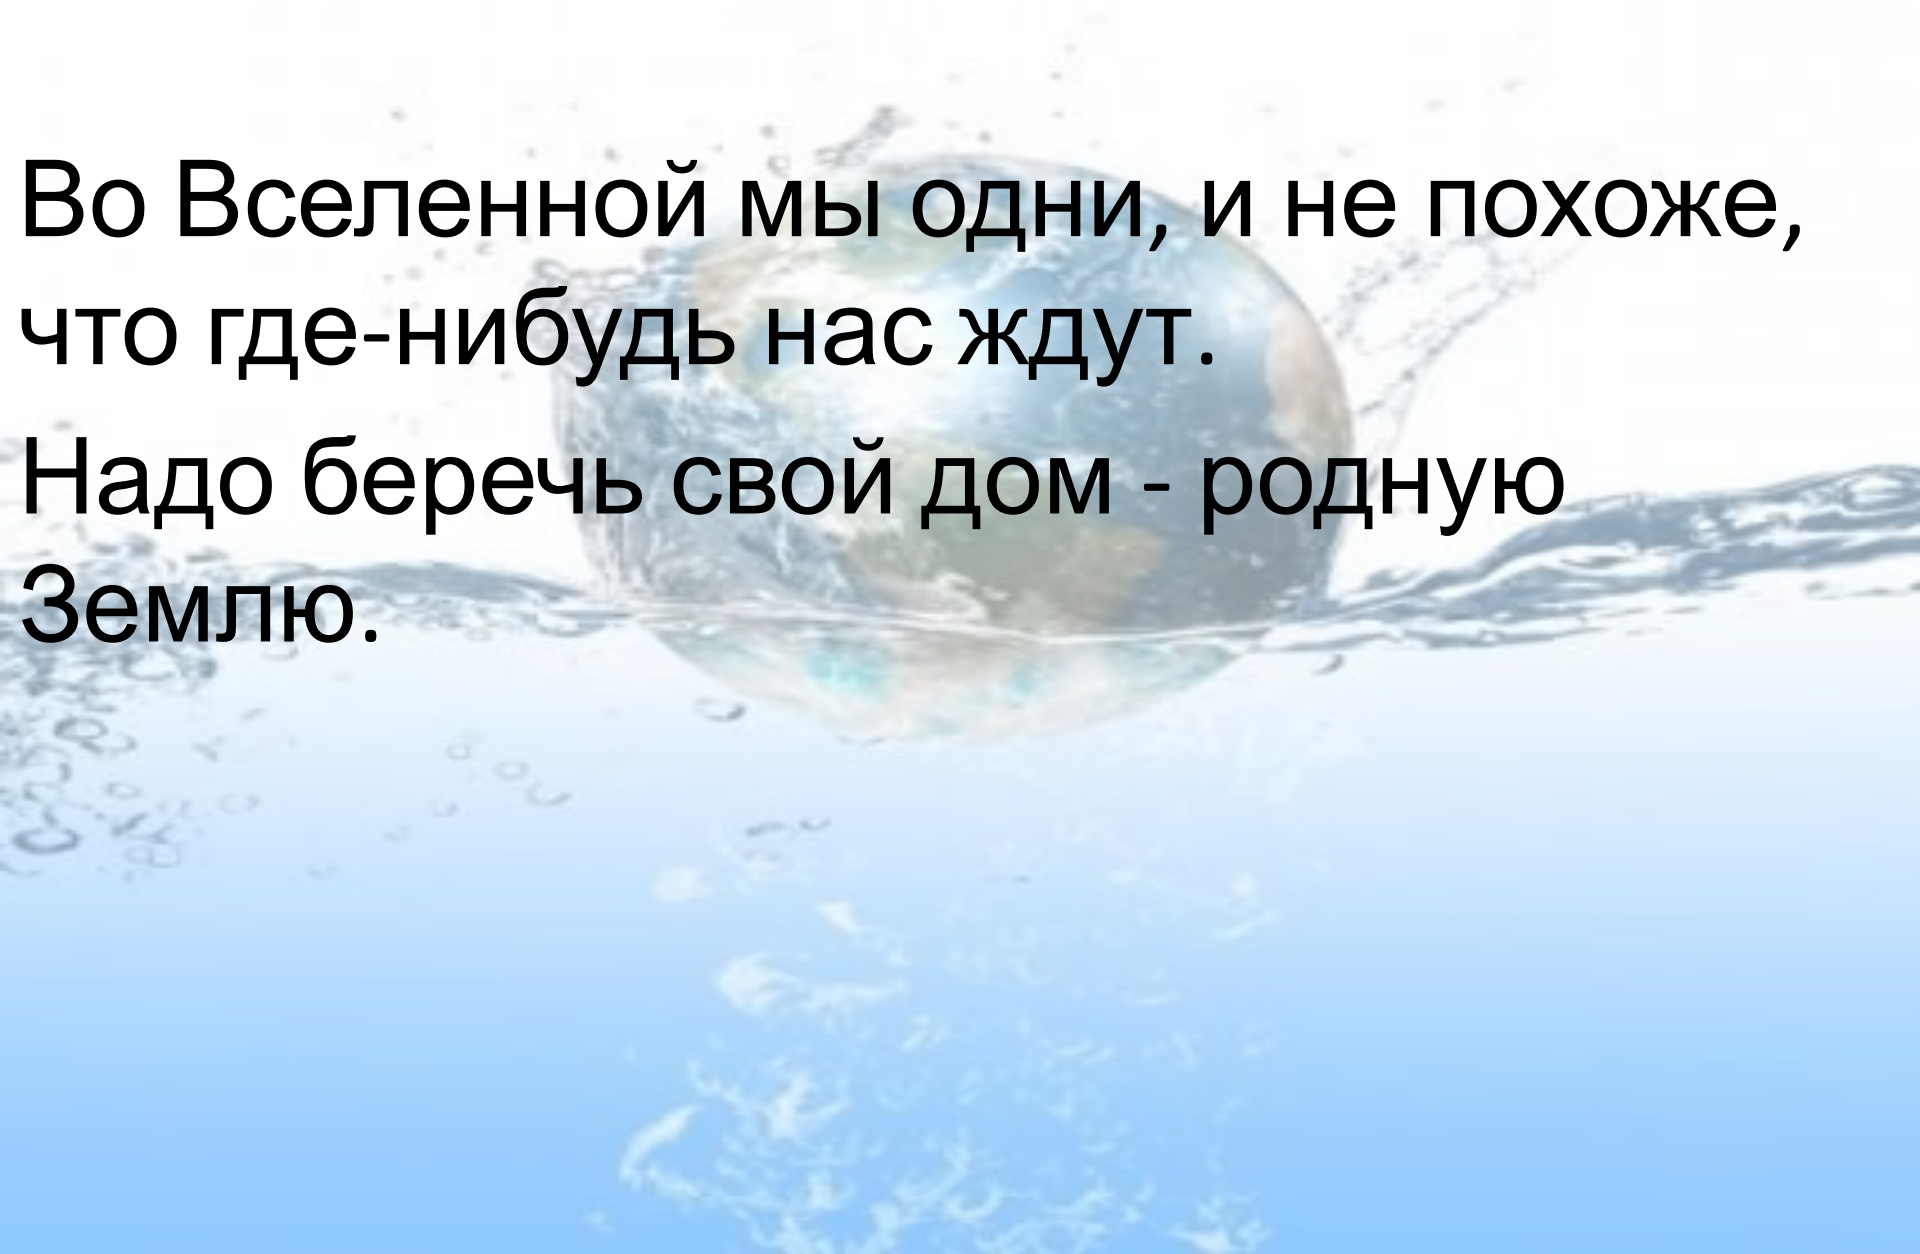 Во Вселенной мы одни, и не похоже,
что где-нибудь нас ждут.
Надо беречь свой дом - родную
Землю.